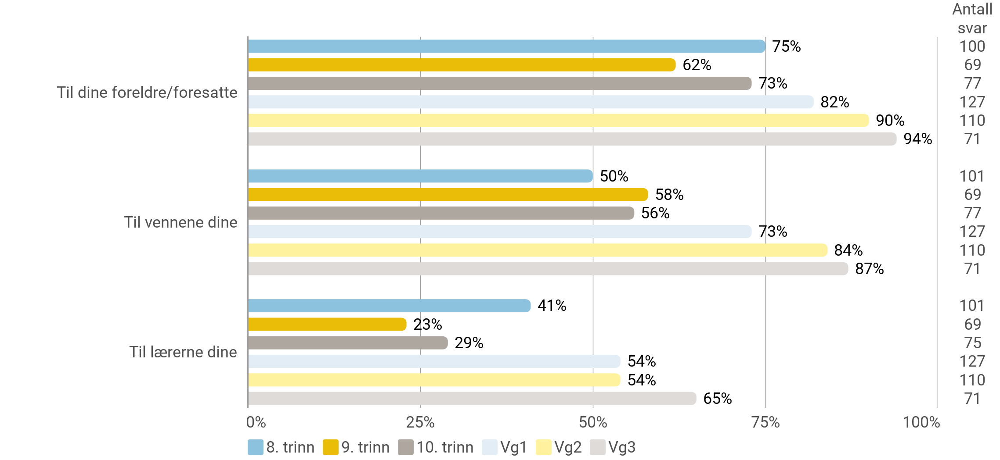 Antall
svar
75% 100
62% 69
73% 77
Til dine foreldre/foresatte
82% 127
90% 110
94% 71
50% 101
58% 69
56% 77
Til vennene dine
73% 127
84% 110
87% 71
41% 101
23% 69
29% 75
Til lærerne dine
54% 127
54% 110
65% 71
0% 25% 50% 75% 100%
8. trinn 9. trinn 10. trinn Vg1 Vg2 Vg3